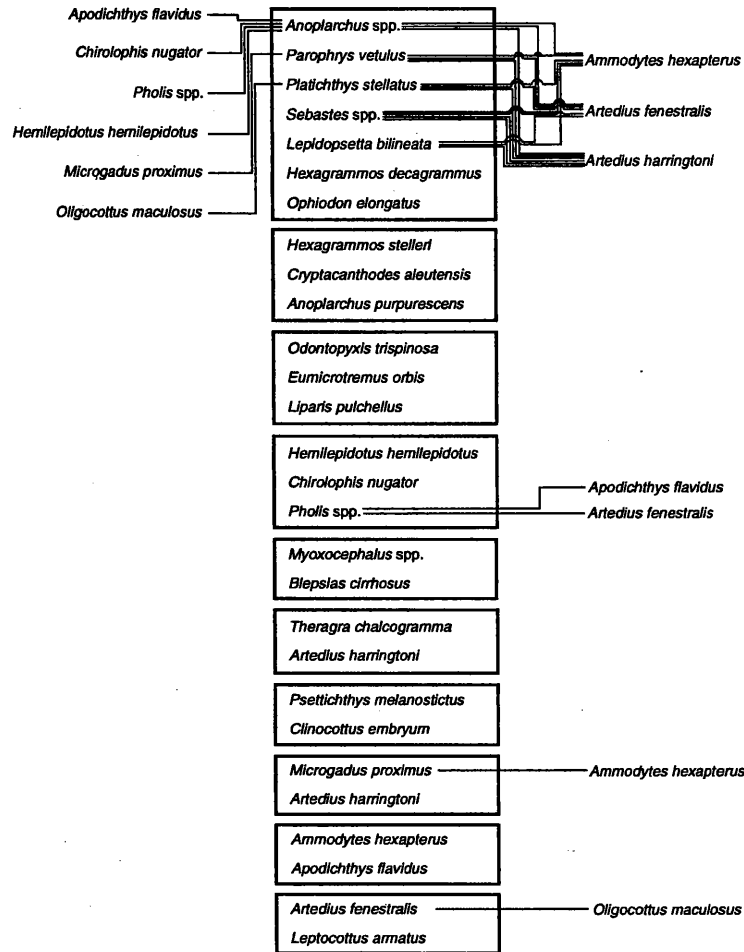 Apodichthys flavidus
Chirolophis nugator
Pholis spp.
Hemilepidotus hemilepidotus
Microgadus proximus
Oligocottus maculosus
Anoplarchus spp.
Parophrys vetulus
Platichthys stellatus
Sebastes spp.
Lepidopsetta bilineata
Hexagrammos decagrammus
Ophiodon elongatus
Ammodytes hexapterus
Artedius fenestralis
Artedius harringtoni
Hexagrammos stelleri
Cryptacanthodes aleutensis
Anoplarchus purpurescens
Odontopyxis trispinosa
Eumicrotremus orbis
Liparis pulchellus
Hemilepidotus hemilepidotus
Chirolophis nugator
Pholis spp.
Apodichthys flavidus
Artedius fenestralis
Myoxocephalus spp.
Blepsias cirrhosus
Theragra chalcogramma
Artedius harringtoni
Psettichthys melanostictus
Clinocottus embryum
Microgadus proximus
Ammodytes hexapterus
Artedius harringtoni
Ammodytes hexapterus
Apodichthys flavidus
Artedius fenestralis
Oligocottus maculosus
Leptocottus armatus